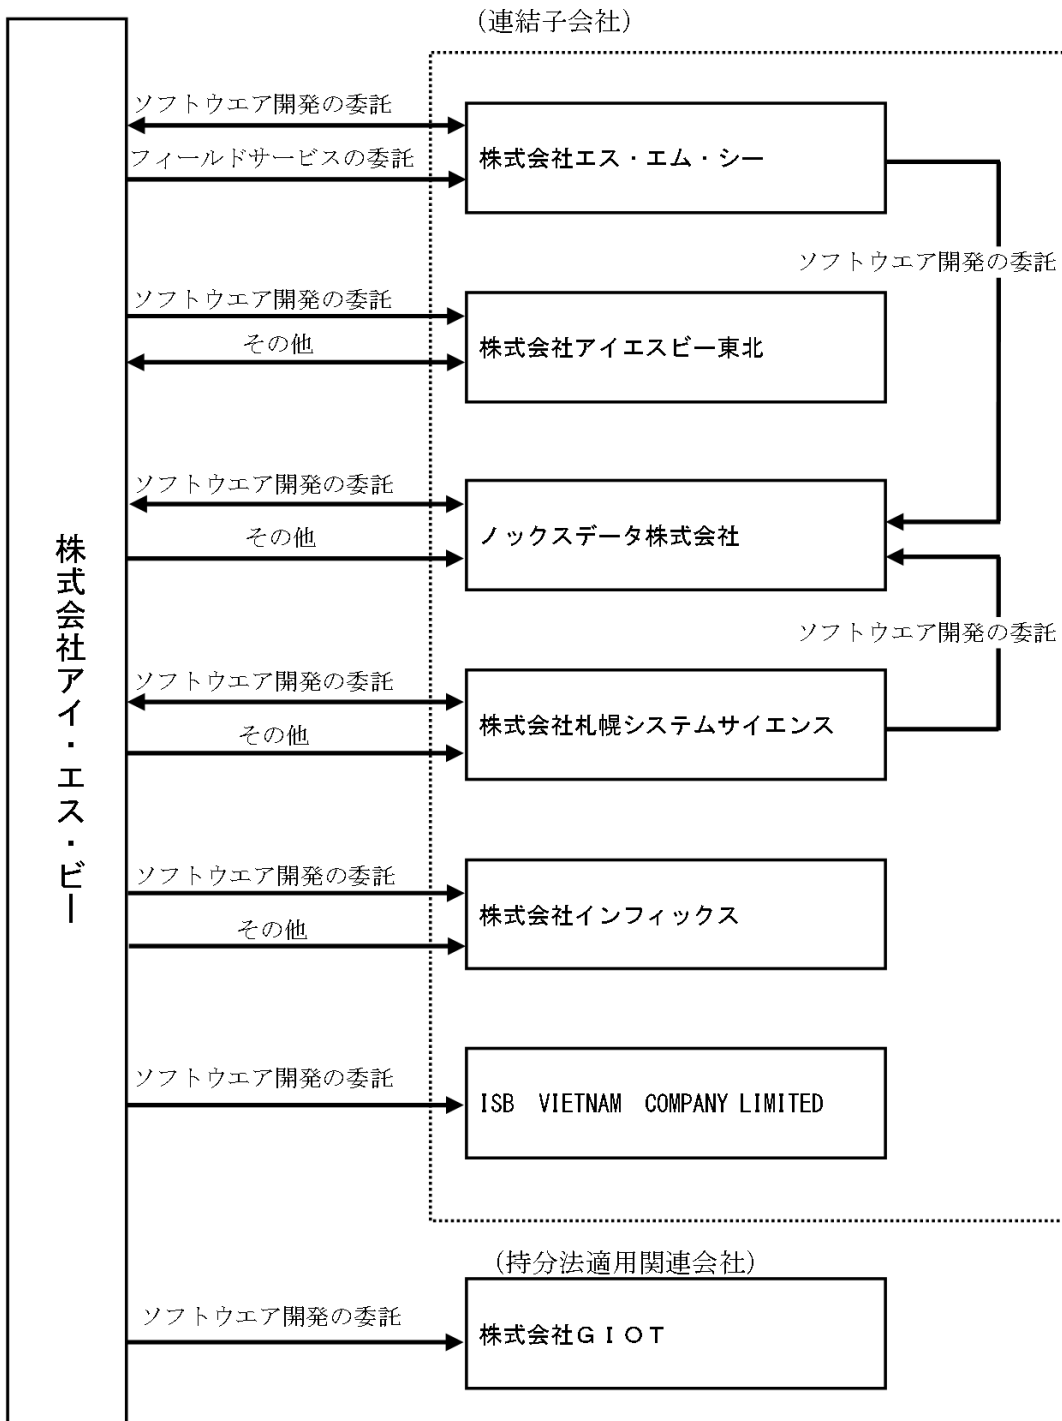 (連結子会社)
株式会社アイ・エス・ビー
ソフトウエア開発の委託
フィールドサービスの委託
株式会社エス・エム・シー
ソフトウエア開発の委託
ソフトウエア開発の委託
その他
株式会社アイエスビー東北
ソフトウエア開発の委託
その他
ノックスデータ株式会社
ソフトウエア開発の委託
ソフトウエア開発の委託
その他
株式会社札幌システムサイエンス
ソフトウエア開発の委託
その他
株式会社インフィックス
ソフトウエア開発の委託
ISB VIETNAM COMPANY LIMITED
(持分法適用関連会社)
ソフトウエア開発の委託
株式会社ＧＩＯＴ